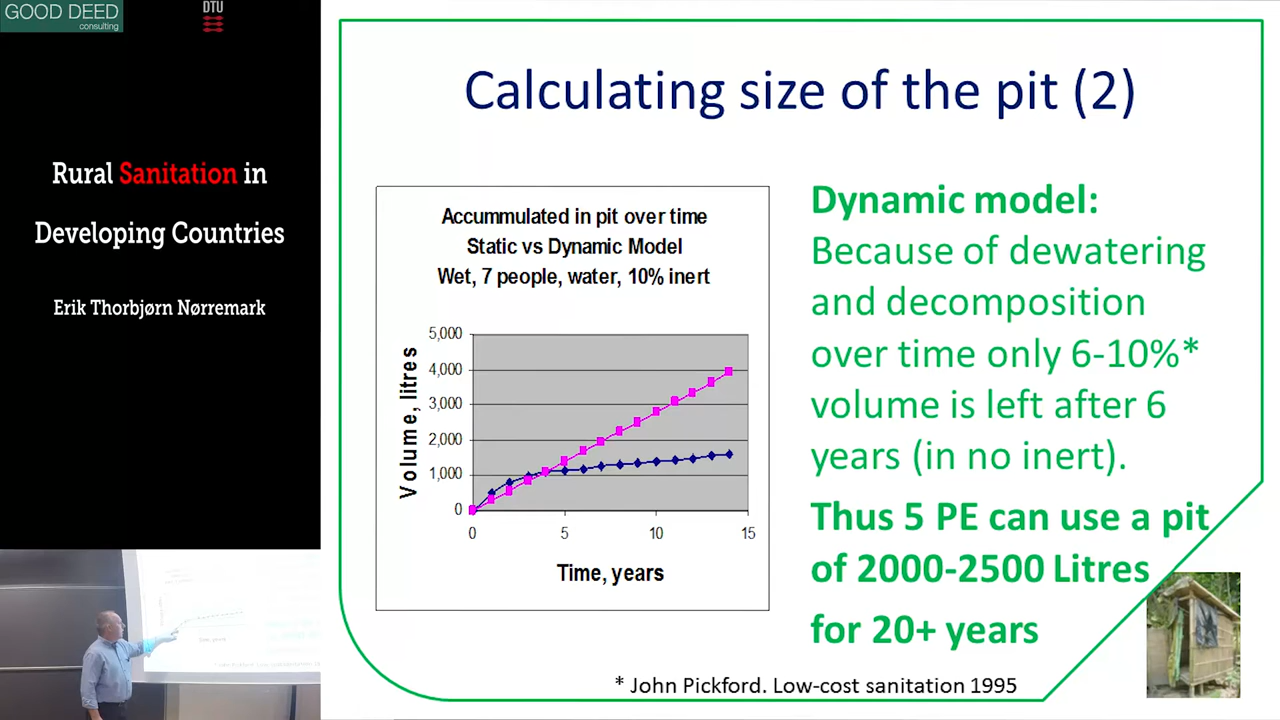 GOOD DEED
consulting
DTU
Rural Sanitation in
Developing Countries
Erik Thorbjørn Nørremark
Calculating size of the pit (2)
Accummulated in pit over time
Static vs Dynamic Model
Wet, 7 people, water, 10% inert
Volume, litres
5,000
4,000
3,000
2,000
1,000
0
0 5 10 15
Time, years
Dynamic model:
Because of dewatering
and decomposition
over time only 6-10%*
volume is left after 6
years (in no inert).
Thus 5 PE can use a pit
of 2000-2500 Litres
for 20+ years
* John Pickford. Low-cost sanitation 1995